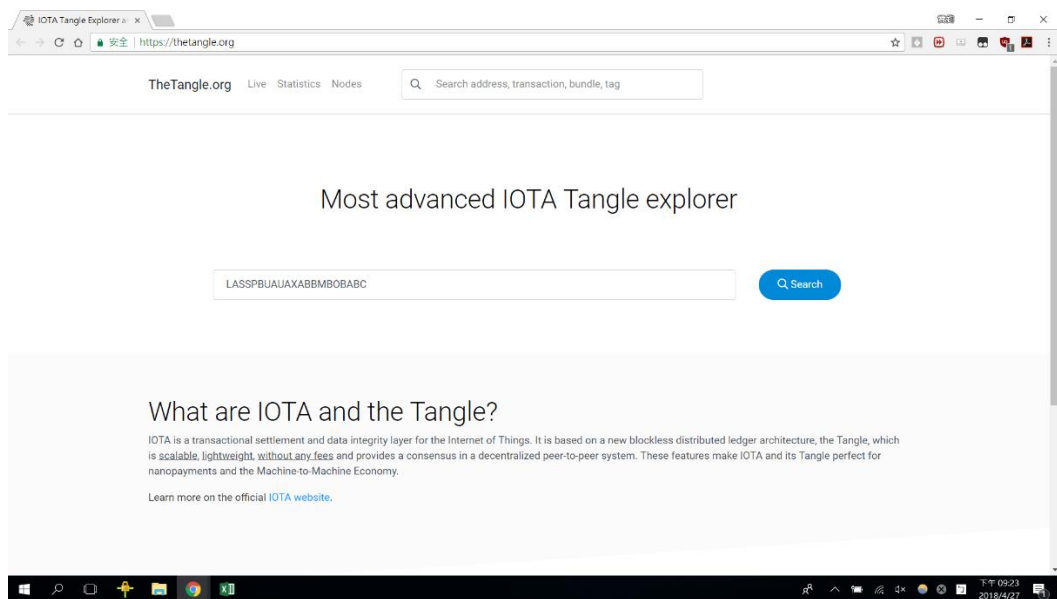 IOTA Tangle Explorer a
安全 | https://thetangle.org
TheTangle.org Live Statistics Nodes Search address, transaction, bundle, tag
Most advanced IOTA Tangle explorer
LASSPBUAUAXABBMBOBABC Search
What are IOTA and the Tangle?
IOTA is a transactional settlement and data integrity layer for the Internet of Things. It is based on a new blockless distributed ledger architecture, the Tangle, which
is scalable, lightweight, without any fees and provides a consensus in a decentralized peer-to-peer system. These features make IOTA and its Tangle perfect for
nanopayments and the Machine-to-Machine Economy.
Learn more on the official IOTA website.
下午 09:23
2018/4/27